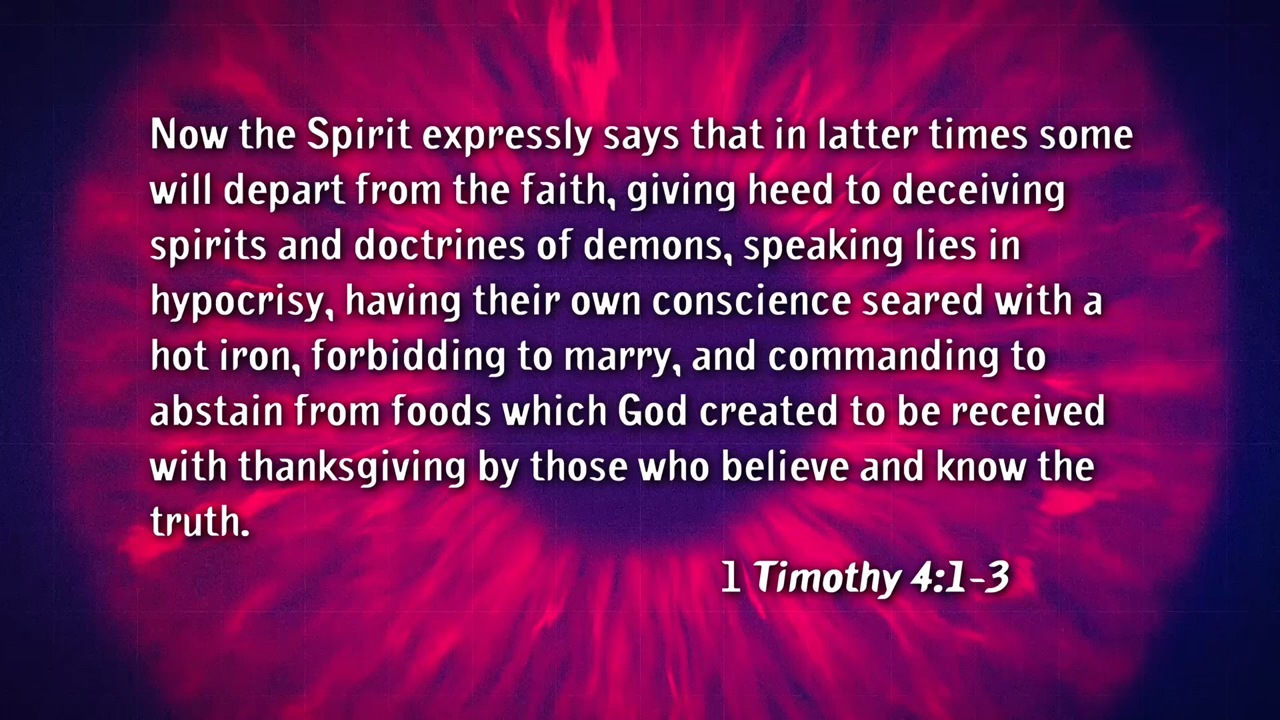 Now the Spirit expressly says that in latter times some
will depart from the faith, giving heed to deceiving
spirits and doctrines of demons, speaking lies in
hypocrisy, having their own conscience seared with a
hot iron, forbidding to marry, and commanding to
abstain from foods which God created to be received
with thanksgiving by those who believe and know the
truth.
1 Timothy 4:1-3